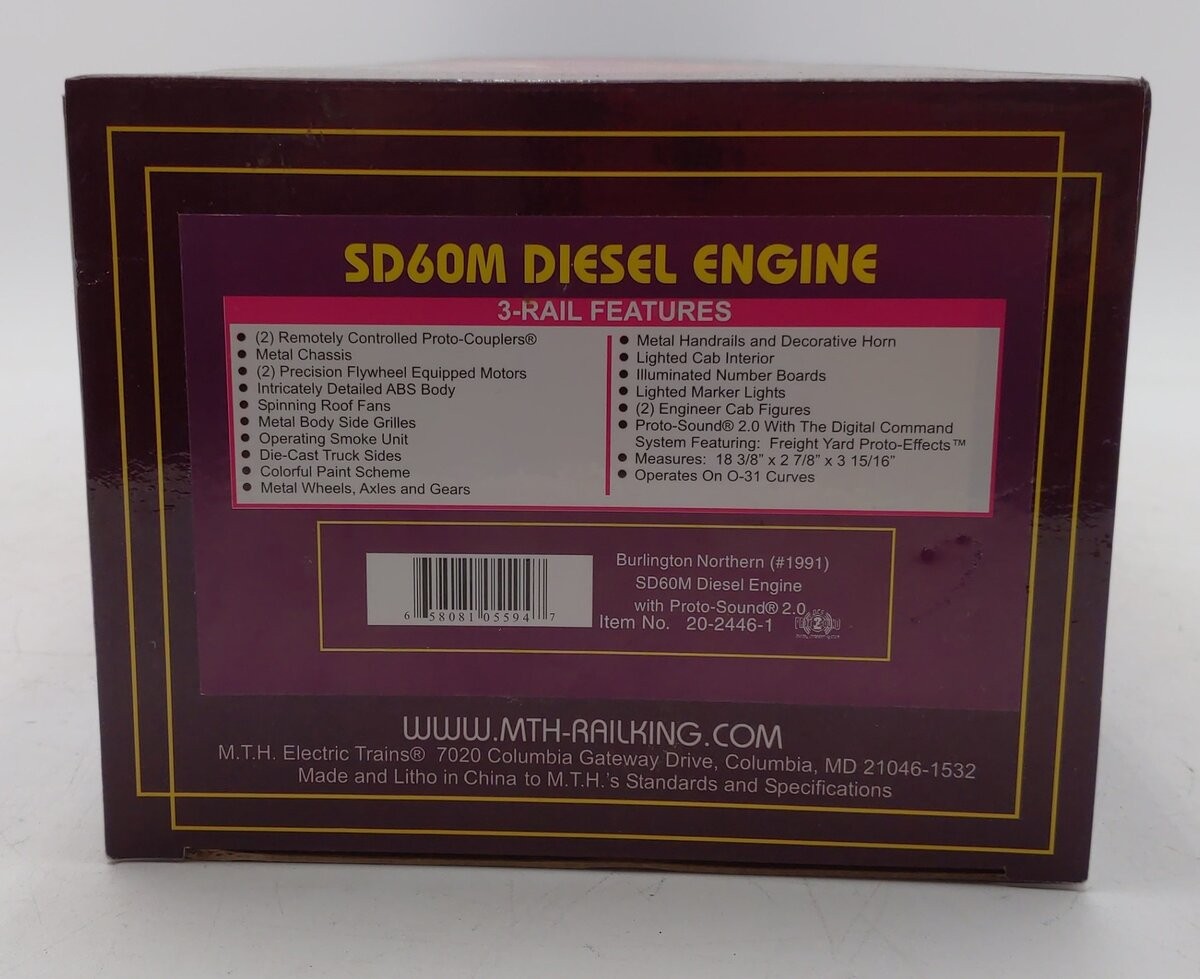 SD60M DIESEL ENGINE
3-RAIL FEATURES
(2) Remotely Controlled Proto-Couplers®
Metal Chassis
(2) Precision Flywheel Equipped Motors
Intricately Detailed ABS Body
Spinning Roof Fans
Metal Body Side Grilles
Operating Smoke Unit
Die-Cast Truck Sides
Colorful Paint Scheme
Metal Wheels, Axles and Gears
Metal Handrails and Decorative Horn
Lighted Cab Interior
Illuminated Number Boards
Lighted Marker Lights
(2) Engineer Cab Figures
Proto-Sound® 2.0 With The Digital Command
System Featuring: Freight Yard Proto-Effects™
Measures: 18 3/8” x 2 7/8” x 3 15/16”
Operates On O-31 Curves
6 58081 05594 7
Burlington Northern (#1991)
SD60M Diesel Engine
with Proto-Sound® 2.0
Item No. 20-2446-1
2
WWW.MTH-RAILKING.COM
M.T.H. Electric Trains® 7020 Columbia Gateway Drive, Columbia, MD 21046-1532
Made and Litho in China to M.T.H.'s Standards and Specifications